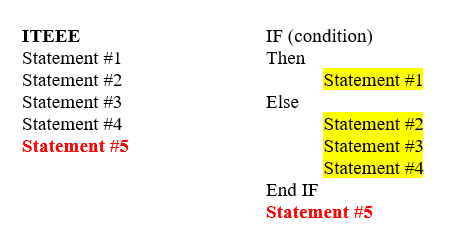 ITEEE
Statement #1
Statement #2
Statement #3
Statement #4
Statement #5
IF (condition)
Then
Statement #1
Else
Statement #2
Statement #3
Statement #4
End IF
Statement #5